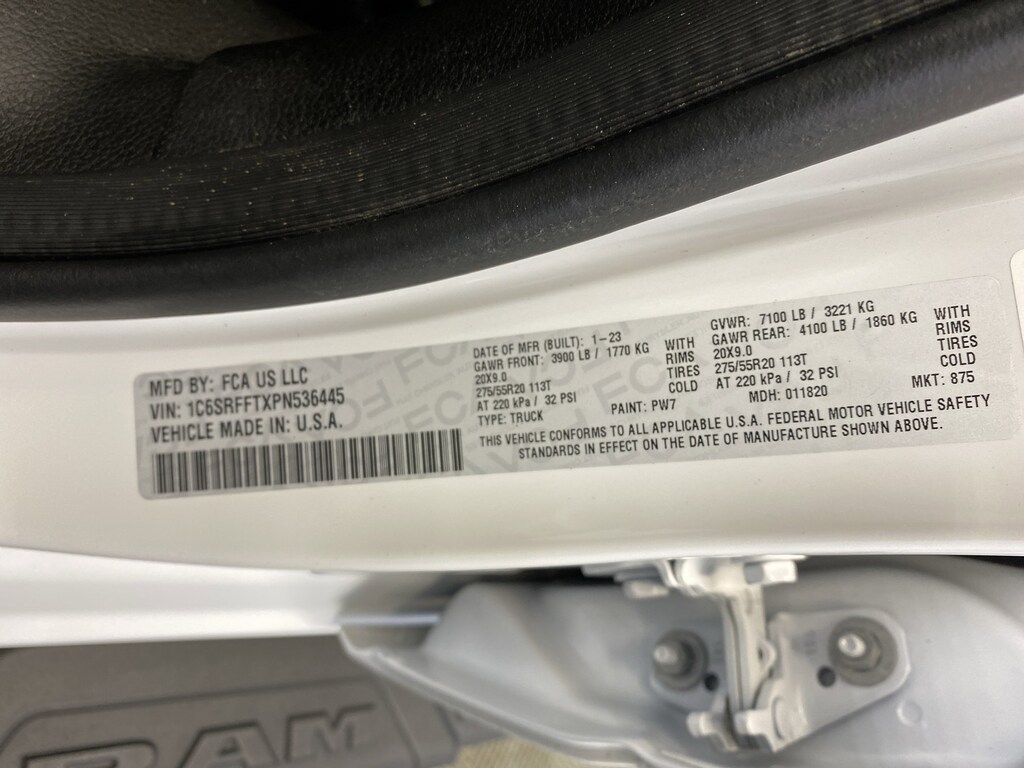 MFD BY: FCA US LLC
VIN: 1C6SRFFTXPN536445
VEHICLE MADE IN: U.S.A.
DATE OF MFR (BUILT): 1-23
GAWR FRONT: 3900 LB / 1770 KG WITH
20X9.0 RIMS
275/55R20 113T TIRES
AT 220 kPa / 32 PSI COLD
TYPE: TRUCK PAINT: PW7
GVWR: 7100 LB / 3221 KG
GAWR REAR: 4100 LB / 1860 KG WITH
20X9.0 RIMS
275/55R20 113T TIRES
AT 220 kPa / 32 PSI COLD
MDH: 011820 MKT: 875
THIS VEHICLE CONFORMS TO ALL APPLICABLE U.S.A. FEDERAL MOTOR VEHICLE SAFETY
STANDARDS IN EFFECT ON THE DATE OF MANUFACTURE SHOWN ABOVE.
RAM